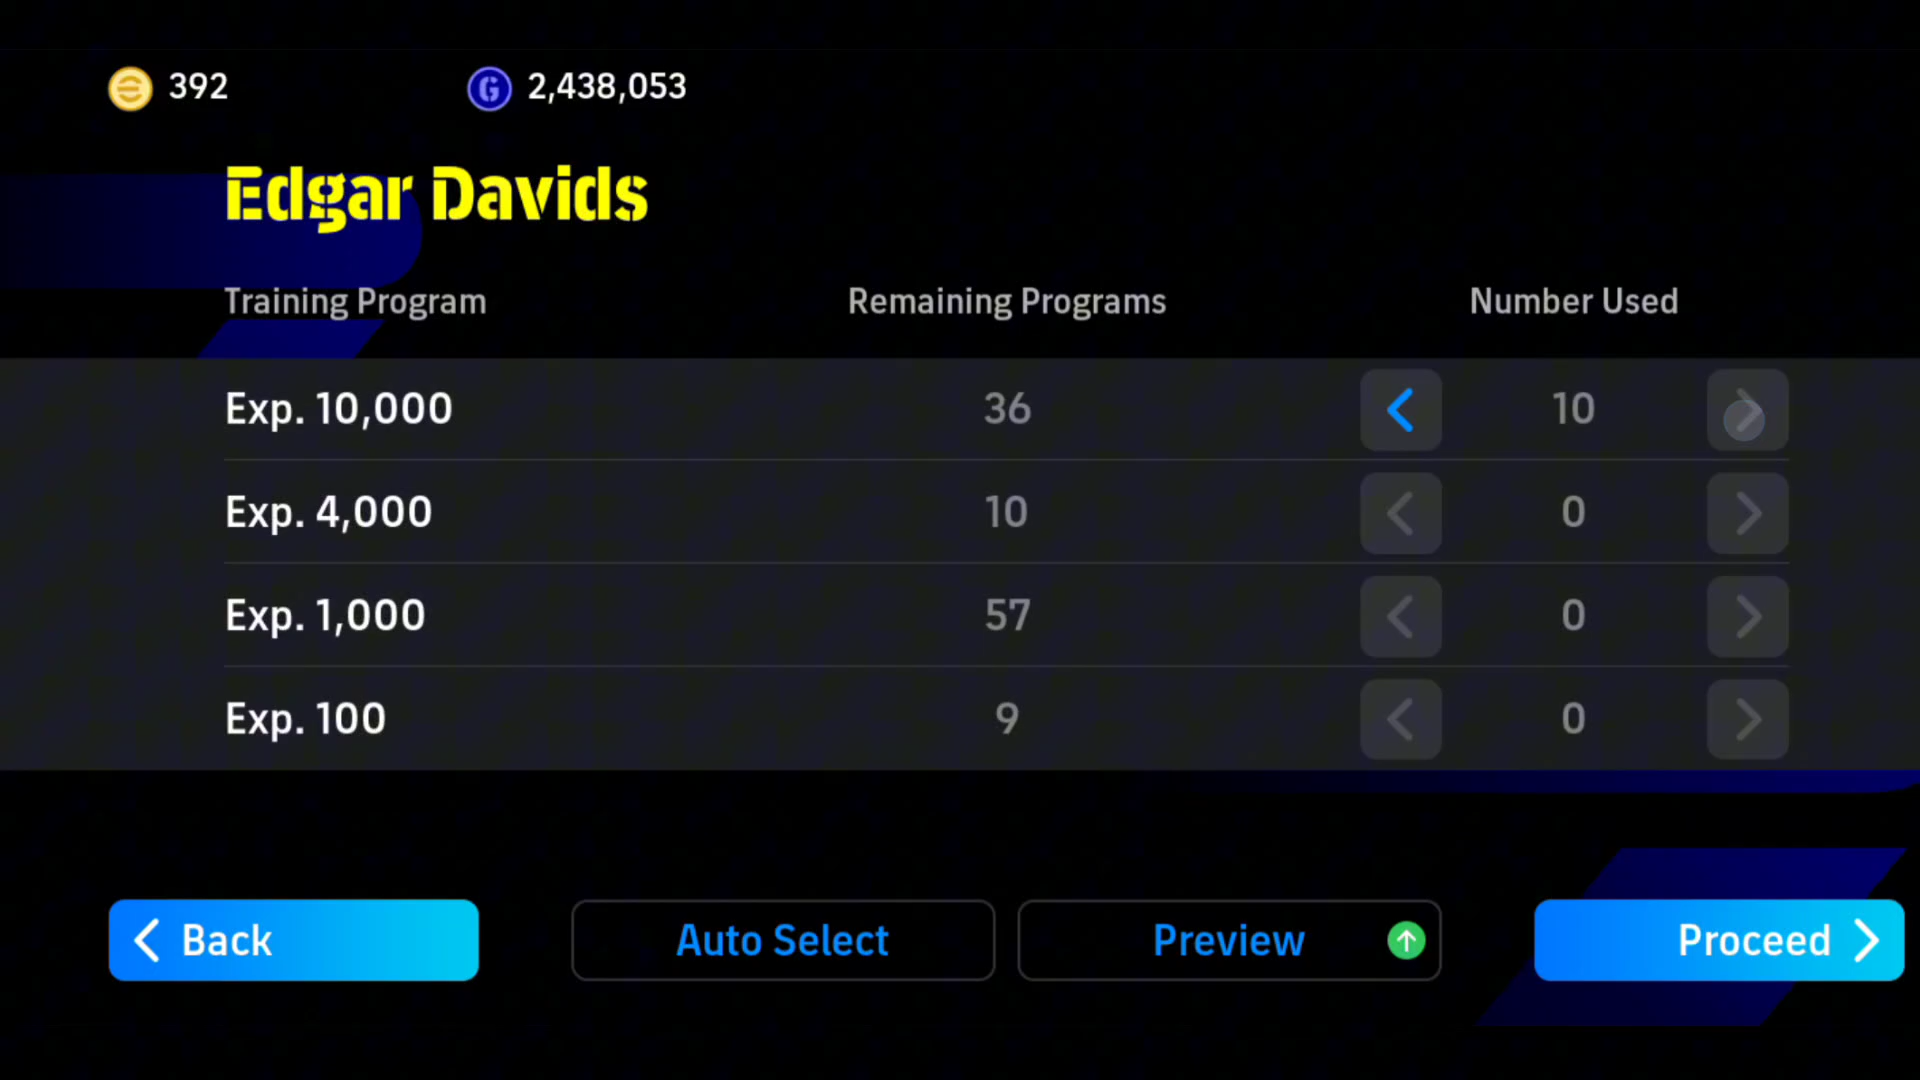 392 2,438,053
Edgar Davids
Training Program Remaining Programs Number Used
Exp. 10,000 36 10
Exp. 4,000 10 0
Exp. 1,000 57 0
Exp. 100 9 0
Back Auto Select Preview Proceed